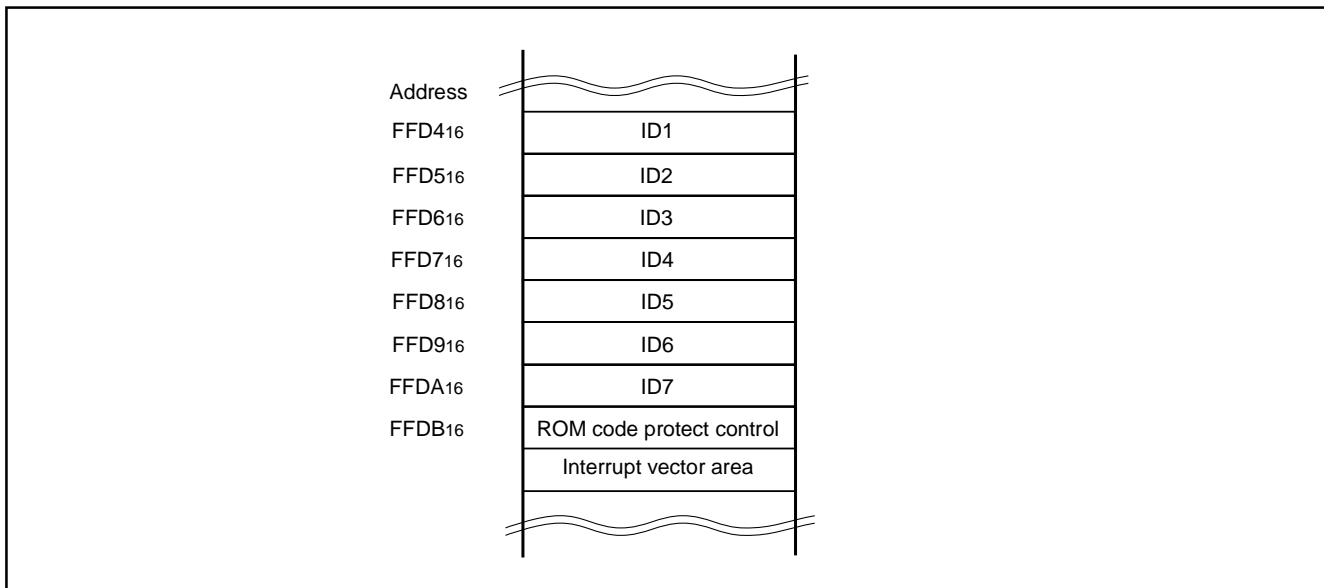 Address
FFD416 ID1
FFD516 ID2
FFD616 ID3
FFD716 ID4
FFD816 ID5
FFD916 ID6
FFDA16 ID7
FFDB16 ROM code protect control
Interrupt vector area